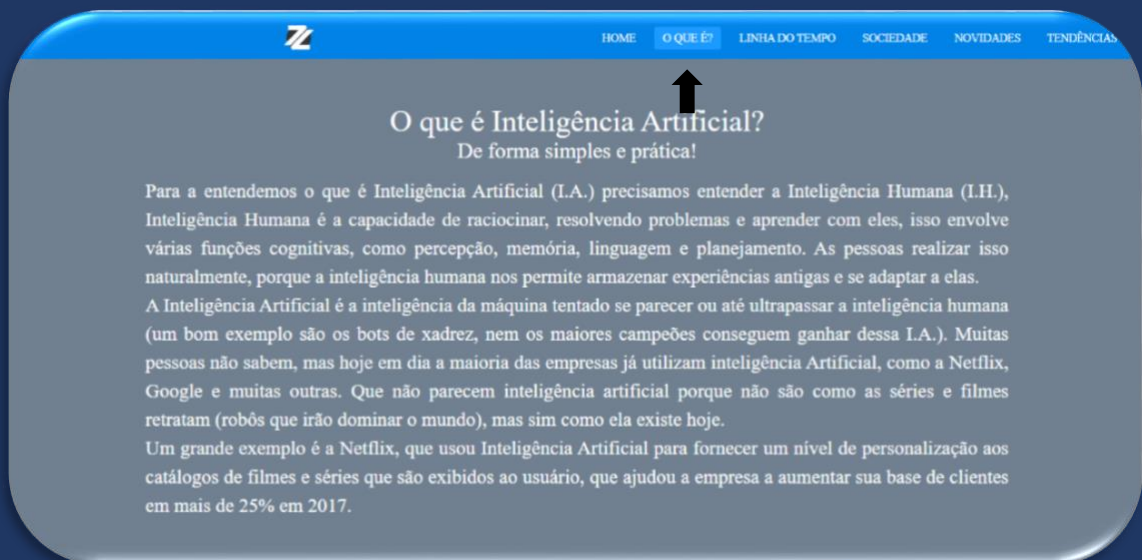 HOME O QUE É? LINHA DO TEMPO SOCIEDADE NOVIDADES TENDÊNCIAS
O que é Inteligência Artificial?
De forma simples e prática!
Para a entendemos o que é Inteligência Artificial (I.A.) precisamos entender a Inteligência Humana (I.H.),
Inteligência Humana é a capacidade de raciocinar, resolvendo problemas e aprender com eles, isso envolve
várias funções cognitivas, como percepção, memória, linguagem e planejamento. As pessoas realizar isso
naturalmente, porque a inteligência humana nos permite armazenar experiências antigas e se adaptar a elas.
A Inteligência Artificial é a inteligência da máquina tentado se parecer ou até ultrapassar a inteligência humana
(um bom exemplo são os bots de xadrez, nem os maiores campeões conseguem ganhar dessa I.A.). Muitas
pessoas não sabem, mas hoje em dia a maioria das empresas já utilizam inteligência Artificial, como a Netflix,
Google e muitas outras. Que não parecem inteligência artificial porque não são como as séries e filmes
retratam (robôs que irão dominar o mundo), mas sim como ela existe hoje.
Um grande exemplo é a Netflix, que usou Inteligência Artificial para fornecer um nível de personalização aos
catálogos de filmes e séries que são exibidos ao usuário, que ajudou a empresa a aumentar sua base de clientes
em mais de 25% em 2017.